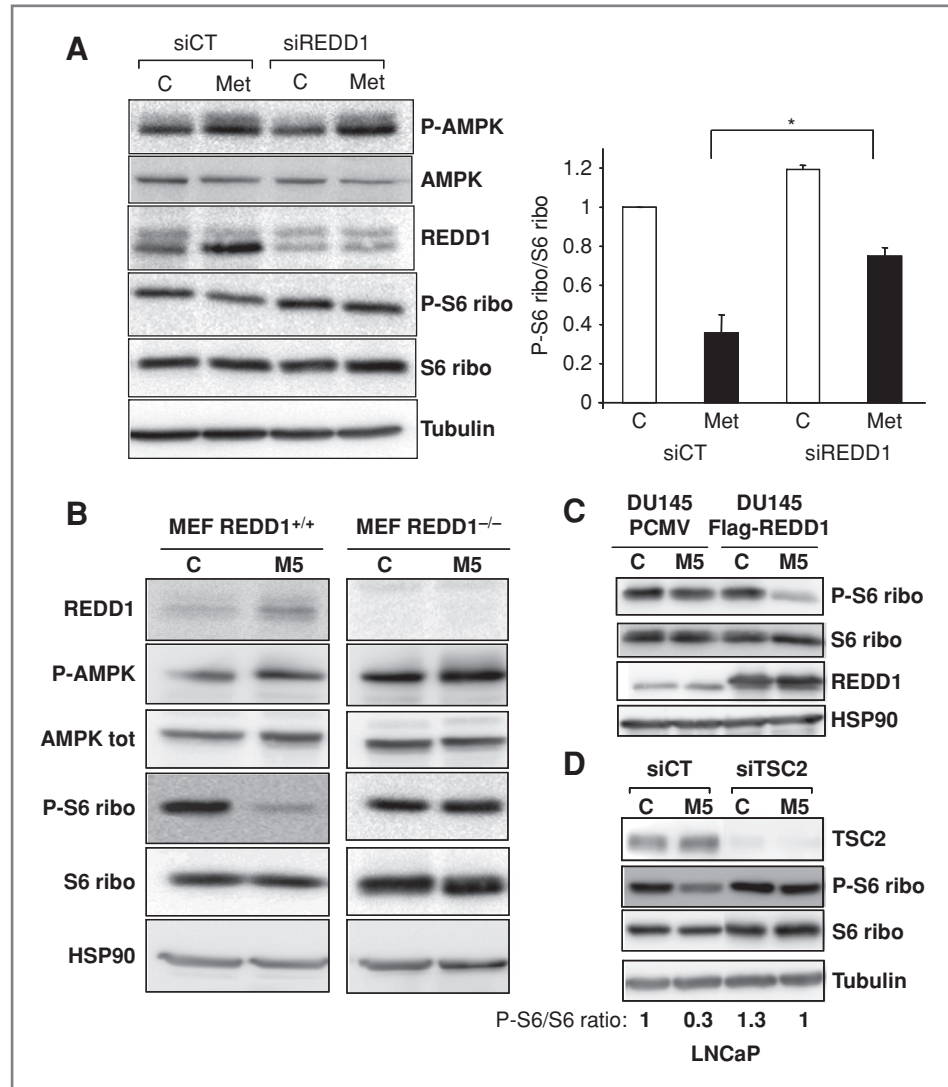 A
siCT siREDD1
C Met C Met
P-AMPK
AMPK
REDD1
P-S6 ribo
S6 ribo
Tubulin
*
P-S6 ribo/S6 ribo
1.2
1
0.8
0.6
0.4
0.2
0
C Met C Met
siCT siREDD1
B
MEF REDD1+/+ MEF REDD1–/–
C M5 C M5
REDD1
P-AMPK
AMPK tot
P-S6 ribo
S6 ribo
HSP90
C
DU145 DU145
PCMV Flag-REDD1
C M5 C M5
P-S6 ribo
S6 ribo
REDD1
HSP90
D
siCT siTSC2
C M5 C M5
TSC2
P-S6 ribo
S6 ribo
Tubulin
P-S6/S6 ratio: 1 0.3 1.3 1
LNCaP